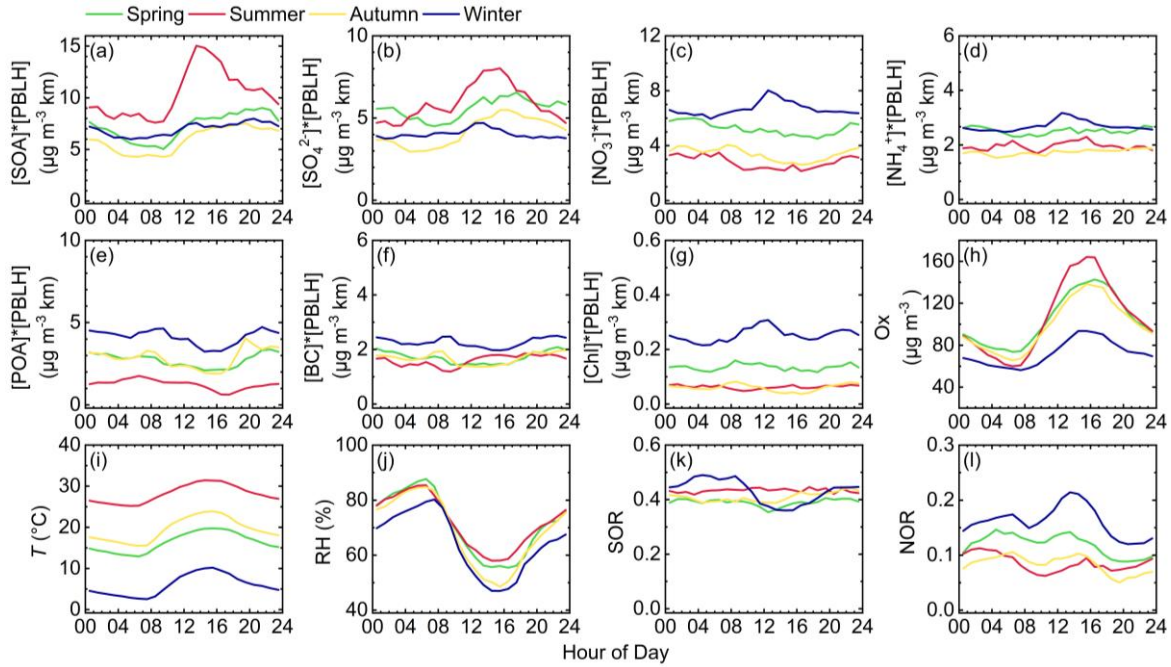 Spring Summer Autumn Winter
(a) (b) (c) (d)
[SOA]*[PBLH]
(µg m⁻³ km)
15
10
5
0
00 04 08 12 16 20 24
[SO₄²⁻]*[PBLH]
(µg m⁻³ km)
10
8
6
4
2
0
00 04 08 12 16 20 24
[NO₃⁻]*[PBLH]
(µg m⁻³ km)
12
8
4
0
00 04 08 12 16 20 24
[NH₄⁺]*[PBLH]
(µg m⁻³ km)
6
4
2
0
00 04 08 12 16 20 24
(e) (f) (g) (h)
[POA]*[PBLH]
(µg m⁻³ km)
10
5
0
00 04 08 12 16 20 24
[BC]*[PBLH]
(µg m⁻³ km)
6
4
2
0
00 04 08 12 16 20 24
[Chl]*[PBLH]
(µg m⁻³ km)
0.6
0.4
0.2
0.0
00 04 08 12 16 20 24
Ox
(µg m⁻³)
160
120
80
40
00 04 08 12 16 20 24
(i) (j) (k) (l)
T (°C)
40
30
20
10
0
00 04 08 12 16 20 24
RH (%)
100
80
60
40
00 04 08 12 16 20 24
SOR
0.6
0.4
0.2
0.0
00 04 08 12 16 20 24
NOR
0.3
0.2
0.1
0.0
00 04 08 12 16 20 24
Hour of Day